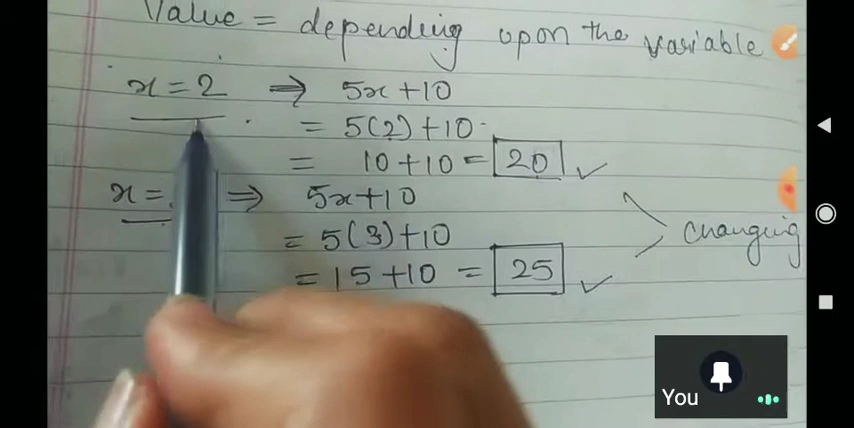 Value = depending upon the variable
x = 2 ⇒ 5x + 10
= 5(2) + 10
= 10 + 10 = 20 ✓
x = ⇒ 5x + 10
= 5(3) + 10
= 15 + 10 = 25 ✓
changing
You